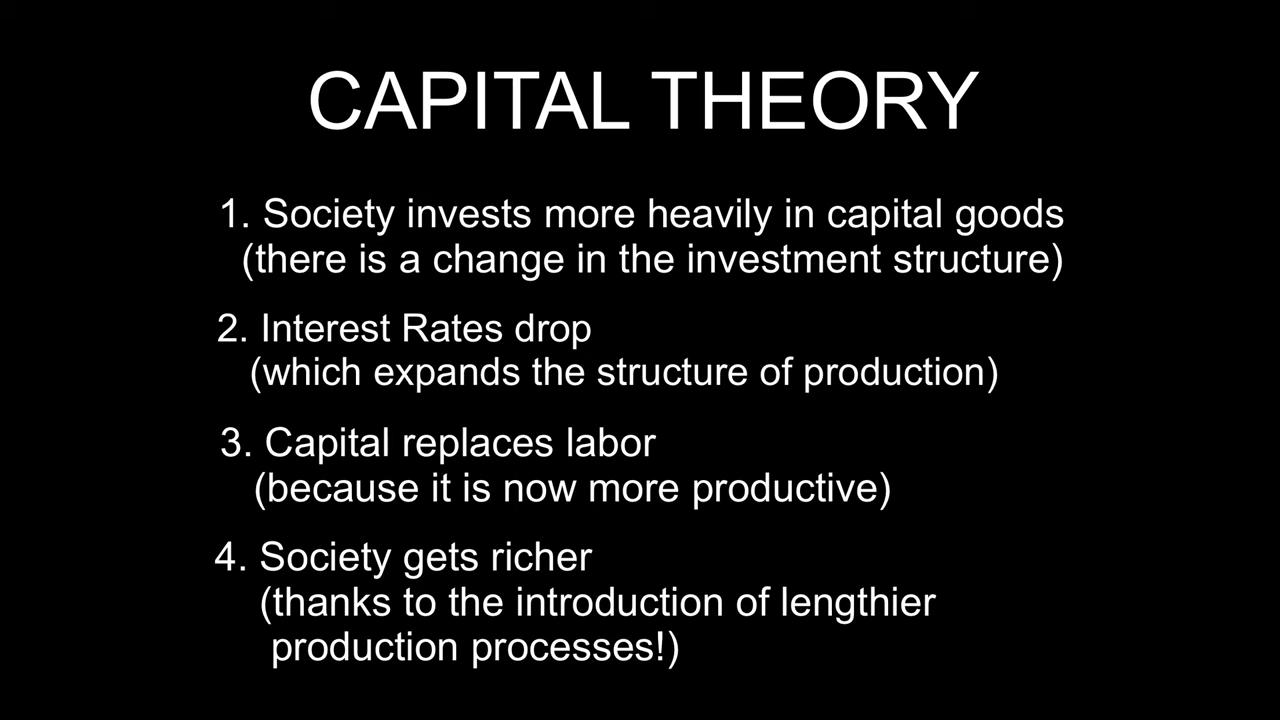 CAPITAL THEORY
1. Society invests more heavily in capital goods
(there is a change in the investment structure)
2. Interest Rates drop
(which expands the structure of production)
3. Capital replaces labor
(because it is now more productive)
4. Society gets richer
(thanks to the introduction of lengthier
production processes!)